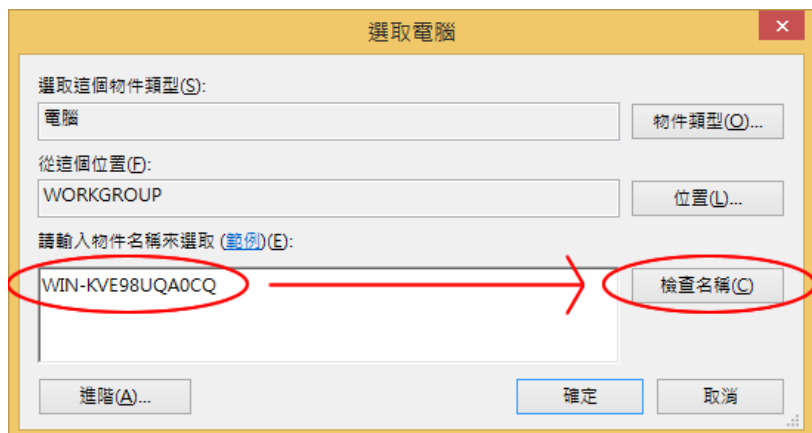 選取電腦
選取這個物件類型(S):
電腦
物件類型(O)...
從這個位置(F):
WORKGROUP
位置(L)...
請輸入物件名稱來選取 (範例)(E):
WIN-KVE98UQA0CQ
檢查名稱(C)
進階(A)...
確定
取消